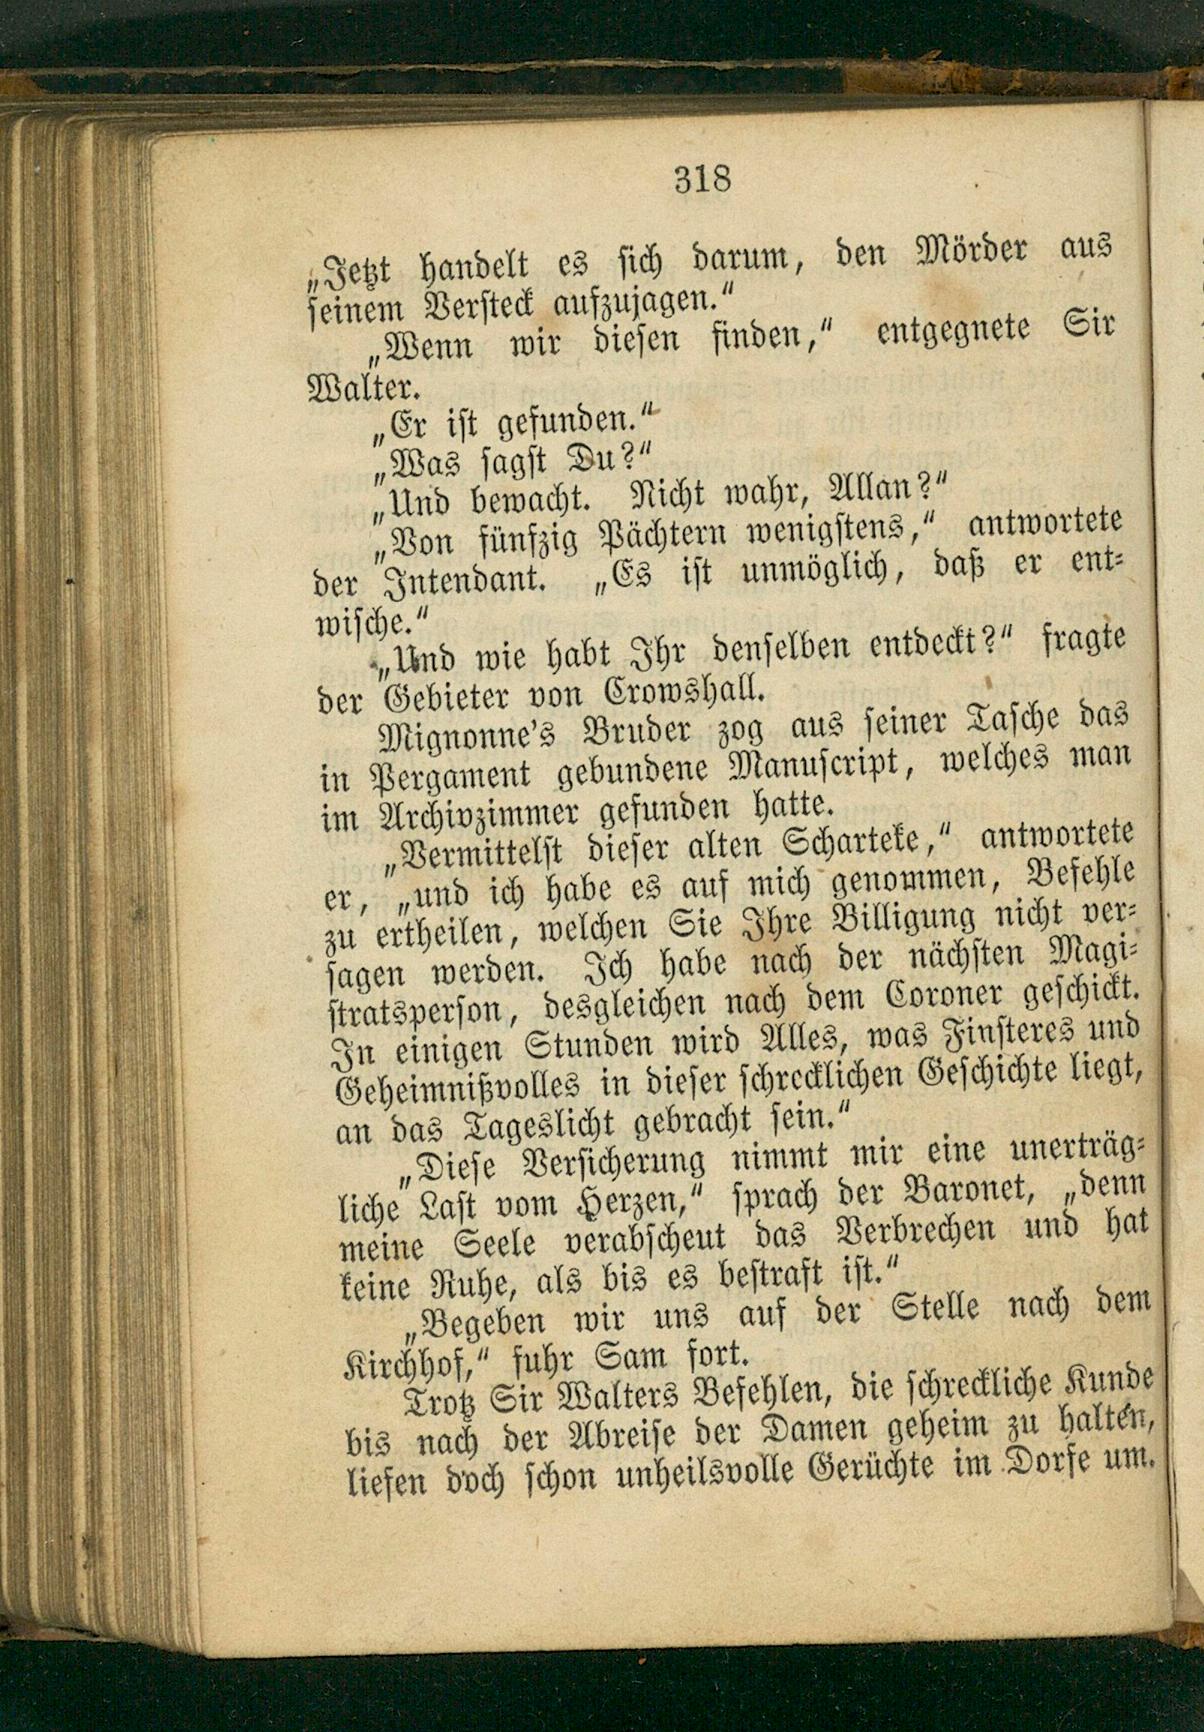 318
„Jetzt handelt es sich darum, den Mörder aus
seinem Versteck aufzujagen.“
„Wenn wir diesen finden,“ entgegnete Sir
Walter.
„Er ist gefunden.“
„Was sagst Du?“
„Und bewacht. Nicht wahr, Allan?“
„Von fünfzig Pächtern wenigstens,“ antwortete
der Intendant. „Es ist unmöglich, daß er ent-
wische.“
„Und wie habt Ihr denselben entdeckt?“ fragte
der Gebieter von Crowshall.
Mignonne's Bruder zog aus seiner Tasche das
in Pergament gebundene Manuscript, welches man
im Archivzimmer gefunden hatte.
„Vermittelst dieser alten Scharteke,“ antwortete
er, „und ich habe es auf mich genommen, Befehle
zu ertheilen, welchen Sie Ihre Billigung nicht ver-
sagen werden. Ich habe nach der nächsten Magi-
stratsperson, desgleichen nach dem Coroner geschickt.
In einigen Stunden wird Alles, was Finsteres und
Geheimnißvolles in dieser schrecklichen Geschichte liegt,
an das Tageslicht gebracht sein.“
„Diese Versicherung nimmt mir eine unerträg-
liche Last vom Herzen,“ sprach der Baronet, „denn
meine Seele verabscheut das Verbrechen und hat
keine Ruhe, als bis es bestraft ist.“
„Begeben wir uns auf der Stelle nach dem
Kirchhof,“ fuhr Sam fort.
Trotz Sir Walters Befehlen, die schreckliche Kunde
bis nach der Abreise der Damen geheim zu halten,
liefen doch schon unheilsvolle Gerüchte im Dorfe um.